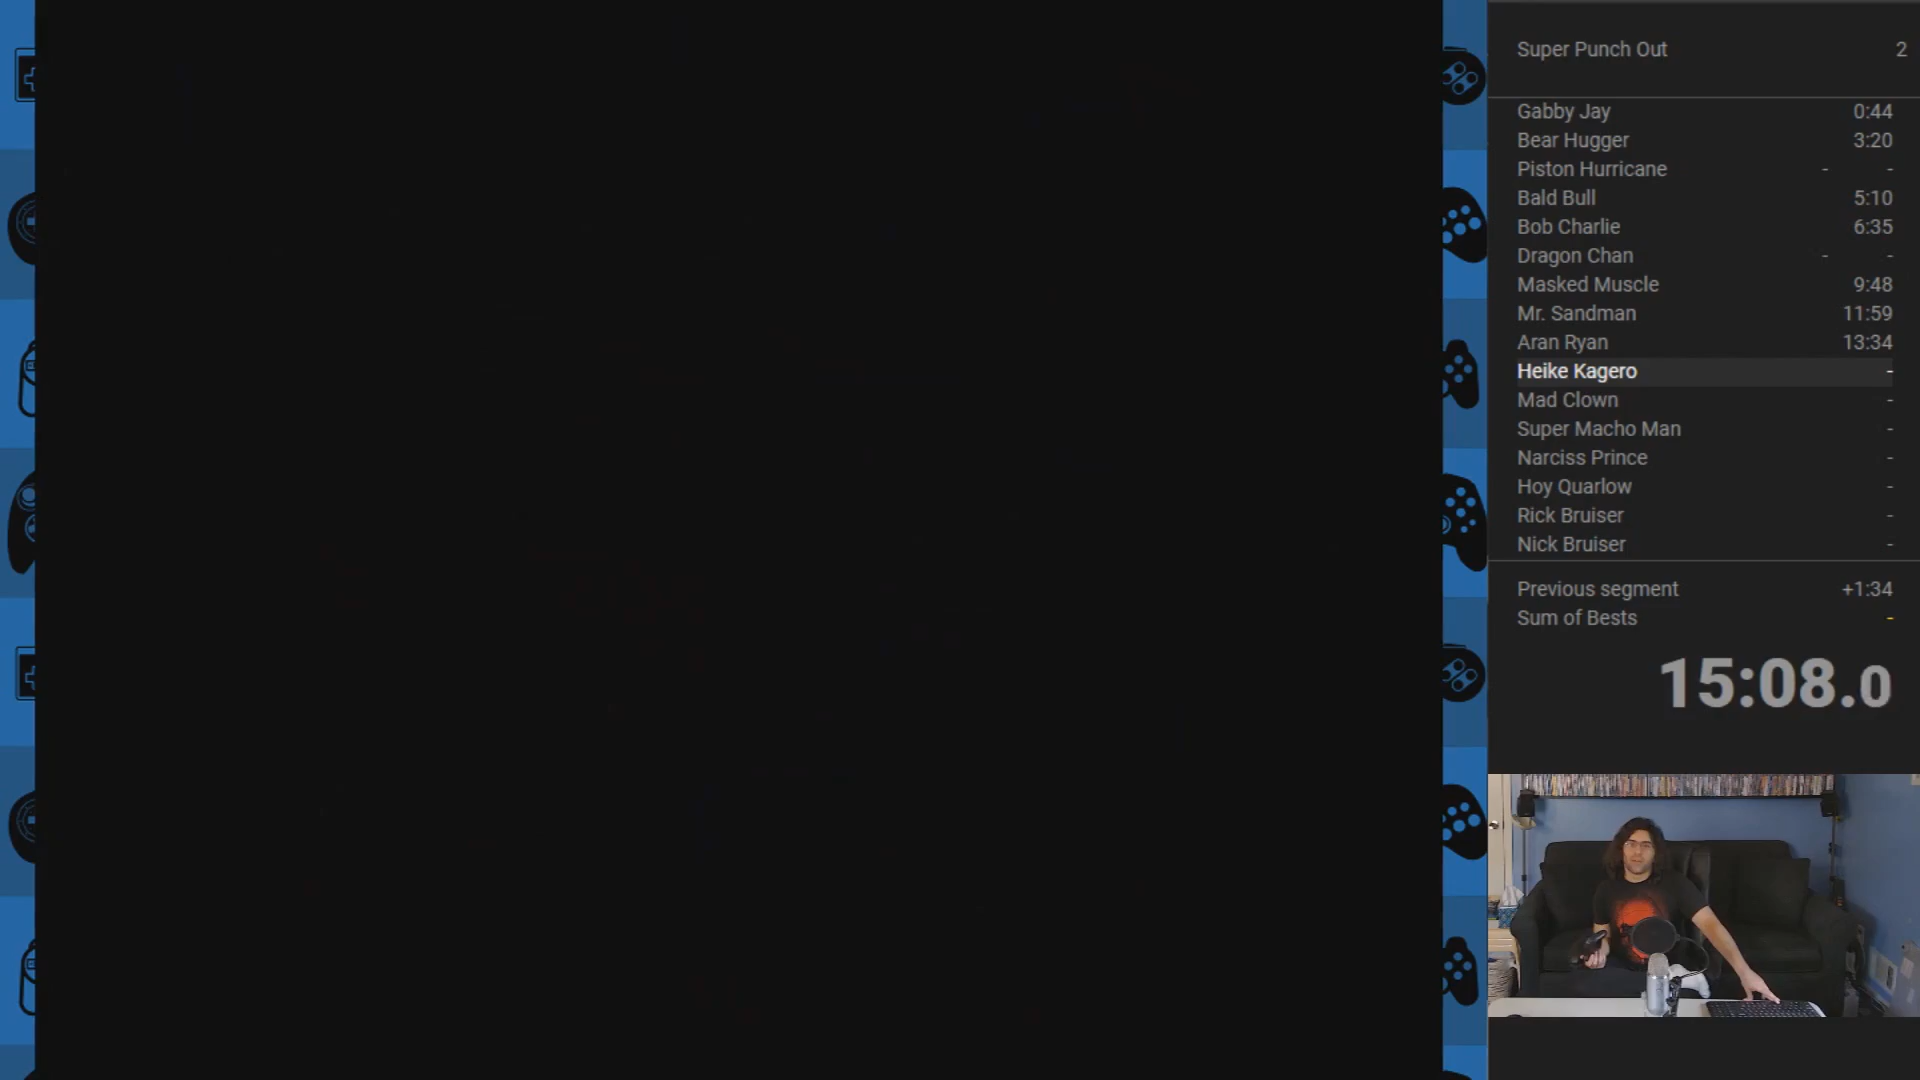 Super Punch Out 2
Gabby Jay 0:44
Bear Hugger 3:20
Piston Hurricane - -
Bald Bull 5:10
Bob Charlie 6:35
Dragon Chan - -
Masked Muscle 9:48
Mr. Sandman 11:59
Aran Ryan 13:34
Heike Kagero -
Mad Clown -
Super Macho Man -
Narciss Prince -
Hoy Quarlow -
Rick Bruiser -
Nick Bruiser -
Previous segment +1:34
Sum of Bests -
15:08.0